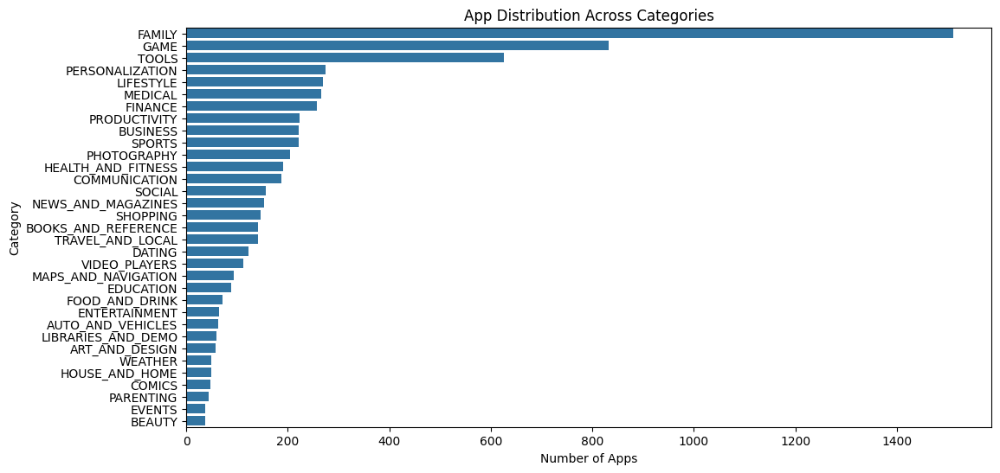 App Distribution Across Categories
Category
FAMILY
GAME
TOOLS
PERSONALIZATION
LIFESTYLE
MEDICAL
FINANCE
PRODUCTIVITY
BUSINESS
SPORTS
PHOTOGRAPHY
HEALTH_AND_FITNESS
COMMUNICATION
SOCIAL
NEWS_AND_MAGAZINES
SHOPPING
BOOKS_AND_REFERENCE
TRAVEL_AND_LOCAL
DATING
VIDEO_PLAYERS
MAPS_AND_NAVIGATION
EDUCATION
FOOD_AND_DRINK
ENTERTAINMENT
AUTO_AND_VEHICLES
LIBRARIES_AND_DEMO
ART_AND_DESIGN
WEATHER
HOUSE_AND_HOME
COMICS
PARENTING
EVENTS
BEAUTY
0 200 400 600 800 1000 1200 1400
Number of Apps